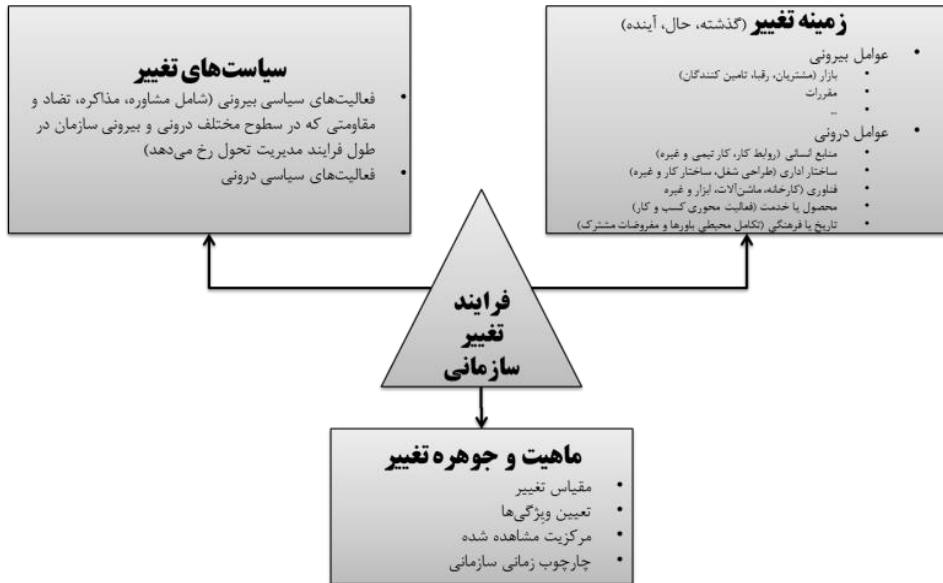 زمینه تغییر (گذشته، حال، آینده)
• عوامل بیرونی
• بازار (مشتریان، رقبا، تامین کنندگان)
• مقررات
• ...
• عوامل درونی
• منابع انسانی (روابط کار، کار تیمی و غیره)
• ساختار اداری (طراحی شغل، ساختار کار و غیره)
• فناوری (کارخانه، ماشین‌آلات، ابزار و غیره
• محصول یا خدمت (فعالیت محوری کسب و کار)
• تاریخ یا فرهنگی (تکامل محیطی باورها و مفروضات مشترک)
سیاست‌های تغییر
• فعالیت‌های سیاسی بیرونی (شامل مشاوره، مذاکره، تضاد و
مقاومتی که در سطوح مختلف درونی و بیرونی سازمان در
طول فرایند مدیریت تحول رخ می‌دهد)
• فعالیت‌های سیاسی درونی
فرایند
تغییر
سازمانی
ماهیت و جوهره تغییر
• مقیاس تغییر
• تعیین ویژگی‌ها
• مرکزیت مشاهده شده
• چارچوب زمانی سازمانی